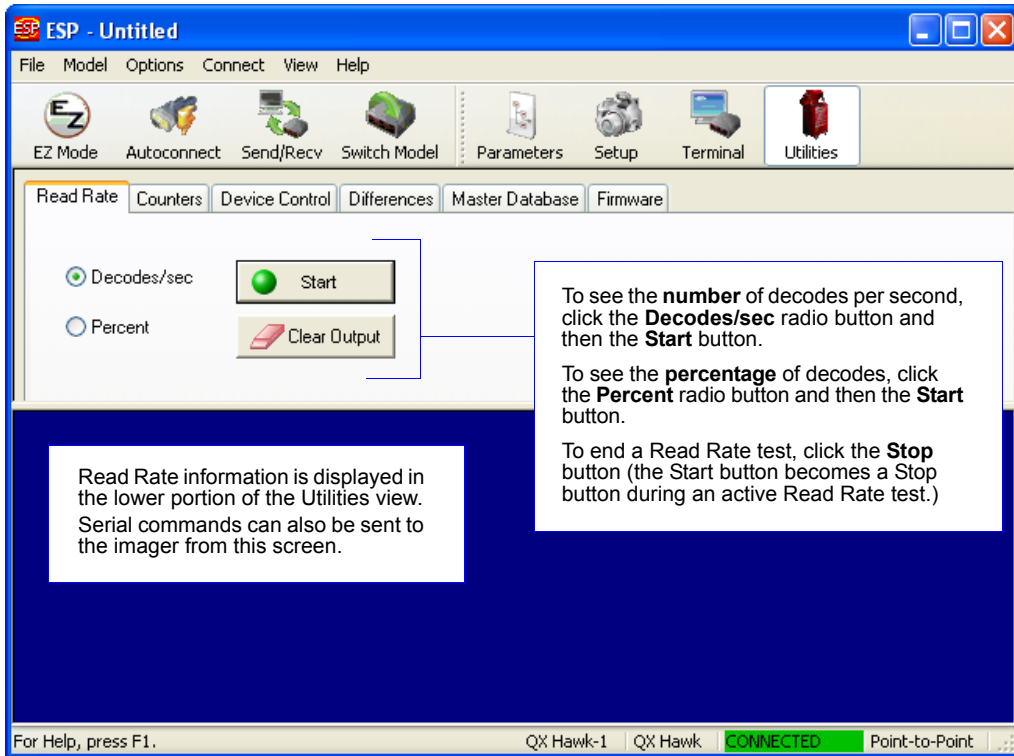 ESP - Untitled
File Model Options Connect View Help
EZ Mode Autoconnect Send/Recv Switch Model Parameters Setup Terminal Utilities
Read Rate Counters Device Control Differences Master Database Firmware
Decodes/sec Start
Percent Clear Output
To see the number of decodes per second,
click the Decodes/sec radio button and
then the Start button.
To see the percentage of decodes, click
the Percent radio button and then the Start
button.
To end a Read Rate test, click the Stop
button (the Start button becomes a Stop
button during an active Read Rate test.)
Read Rate information is displayed in
the lower portion of the Utilities view.
Serial commands can also be sent to
the imager from this screen.
For Help, press F1. QX Hawk-1 QX Hawk CONNECTED Point-to-Point